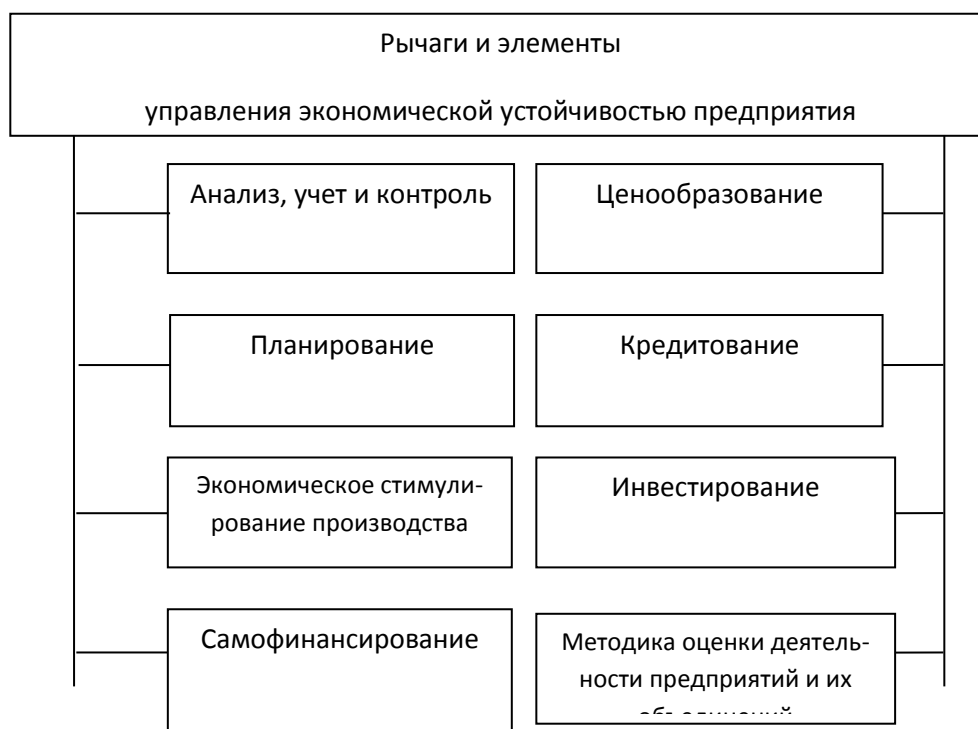 Рычаги и элементы
управления экономической устойчивостью предприятия
Анализ, учет и контроль
Ценообразование
Планирование
Кредитование
Экономическое стимули-
рование производства
Инвестирование
Самофинансирование
Методика оценки деятель-
ности предприятий и их
объединений